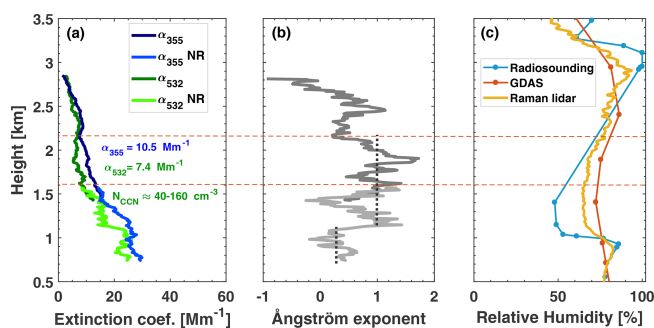 (a)
α355
α355 NR
α532
α532 NR
α355 = 10.5 Mm⁻¹
α532 = 7.4 Mm⁻¹
NCCN ≈ 40-160 cm⁻³
3.5
3
2.5
2
1.5
1
0.5
Height [km]
0 20 40 60
Extinction coef. [Mm⁻¹]
(b)
-1 0 1 2
Ångström exponent
(c)
Radiosounding
GDAS
Raman lidar
0 50 100
Relative Humidity [%]